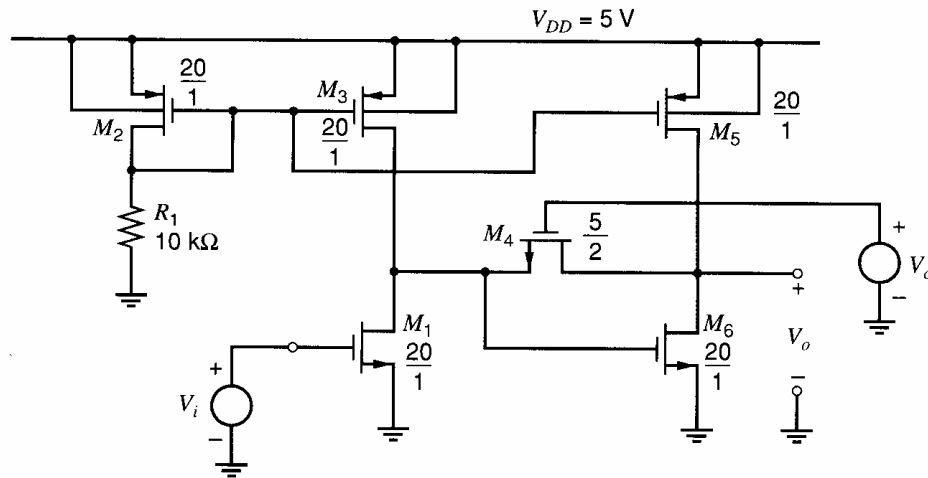 V_DD = 5 V
20/1
M_2
M_3
20/1
20/1
M_5
R_1
10 kΩ
M_4
5/2
+
V_c
−
+
V_o
−
M_1
20/1
M_6
20/1
+
V_i
−